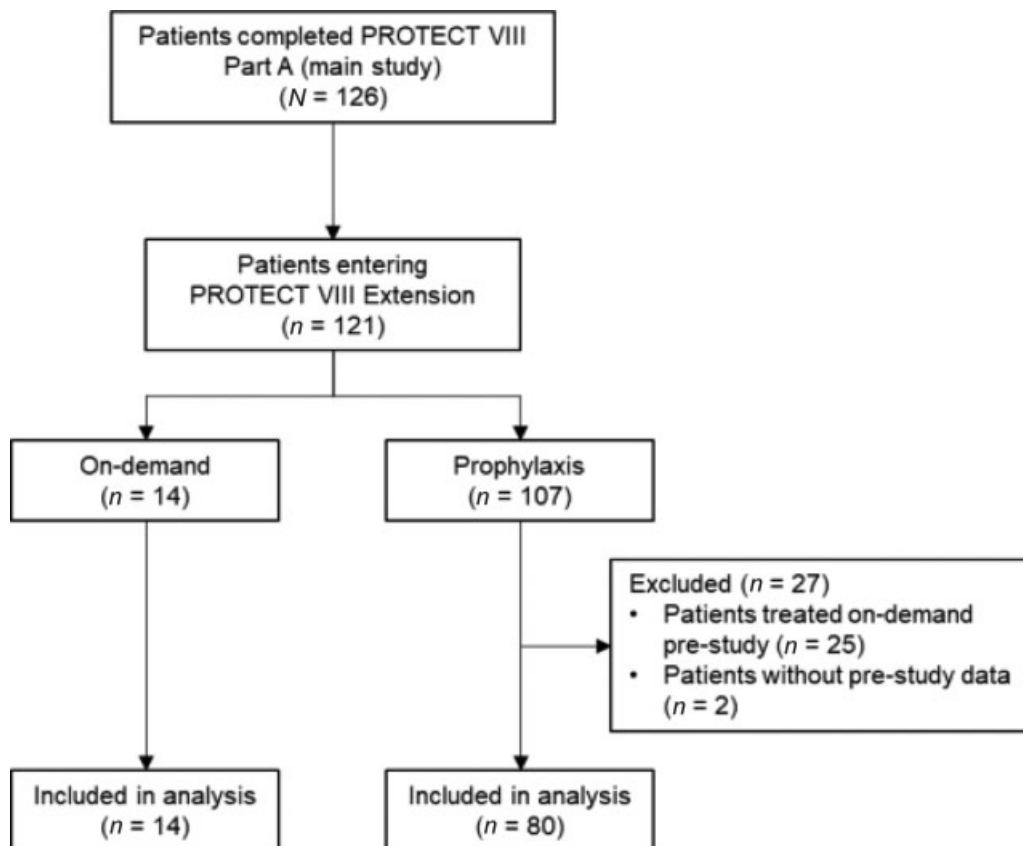 Patients completed PROTECT VIII
Part A (main study)
(N = 126)
Patients entering
PROTECT VIII Extension
(n = 121)
On-demand
(n = 14)
Prophylaxis
(n = 107)
Excluded (n = 27)
• Patients treated on-demand
pre-study (n = 25)
• Patients without pre-study data
(n = 2)
Included in analysis
(n = 14)
Included in analysis
(n = 80)